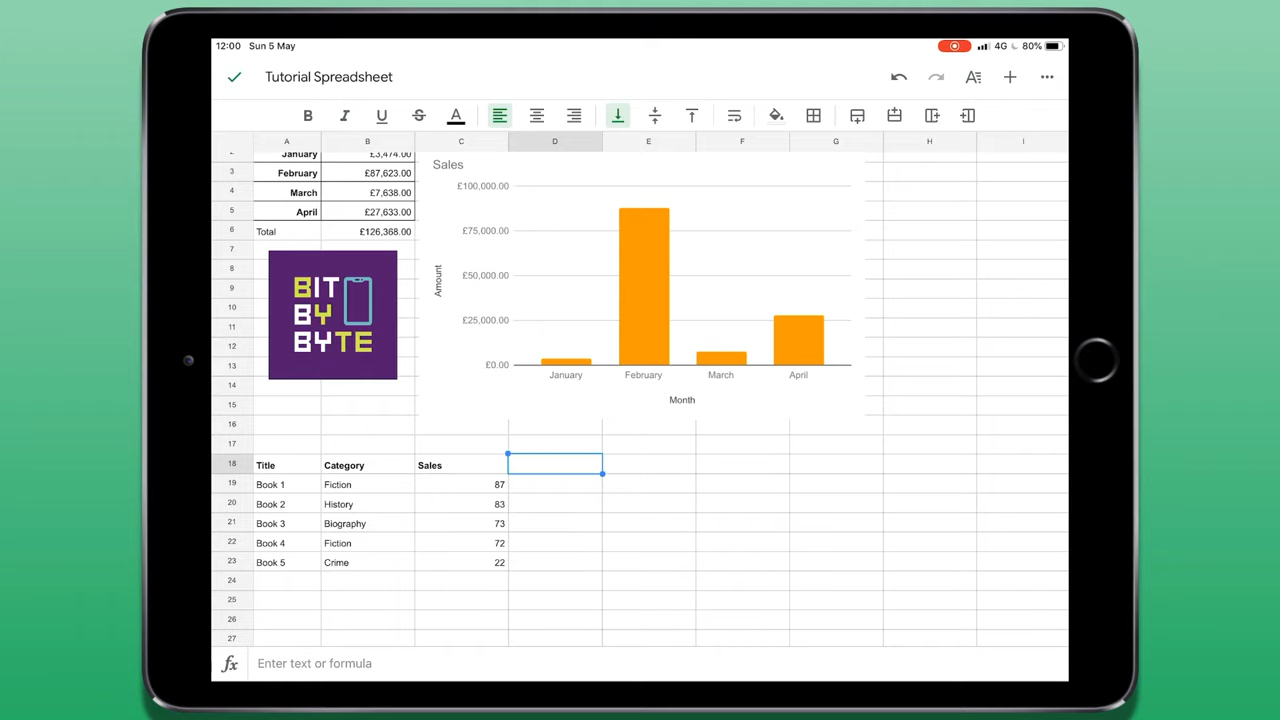 12:00 Sun 5 May 4G 80%
Tutorial Spreadsheet
B I U S A
A B C D E F G H I
2 January £3,474.00
3 February £87,623.00
4 March £7,638.00
5 April £27,633.00
6 Total £126,368.00
7
8
9
10
11
12
13
14
15
16
17
Sales
£100,000.00
£75,000.00
£50,000.00
£25,000.00
£0.00
Amount
January February March April
Month
BIT
BY
BYTE
18 Title Category Sales
19 Book 1 Fiction 87
20 Book 2 History 83
21 Book 3 Biography 73
22 Book 4 Fiction 72
23 Book 5 Crime 22
24
25
26
27
fx Enter text or formula